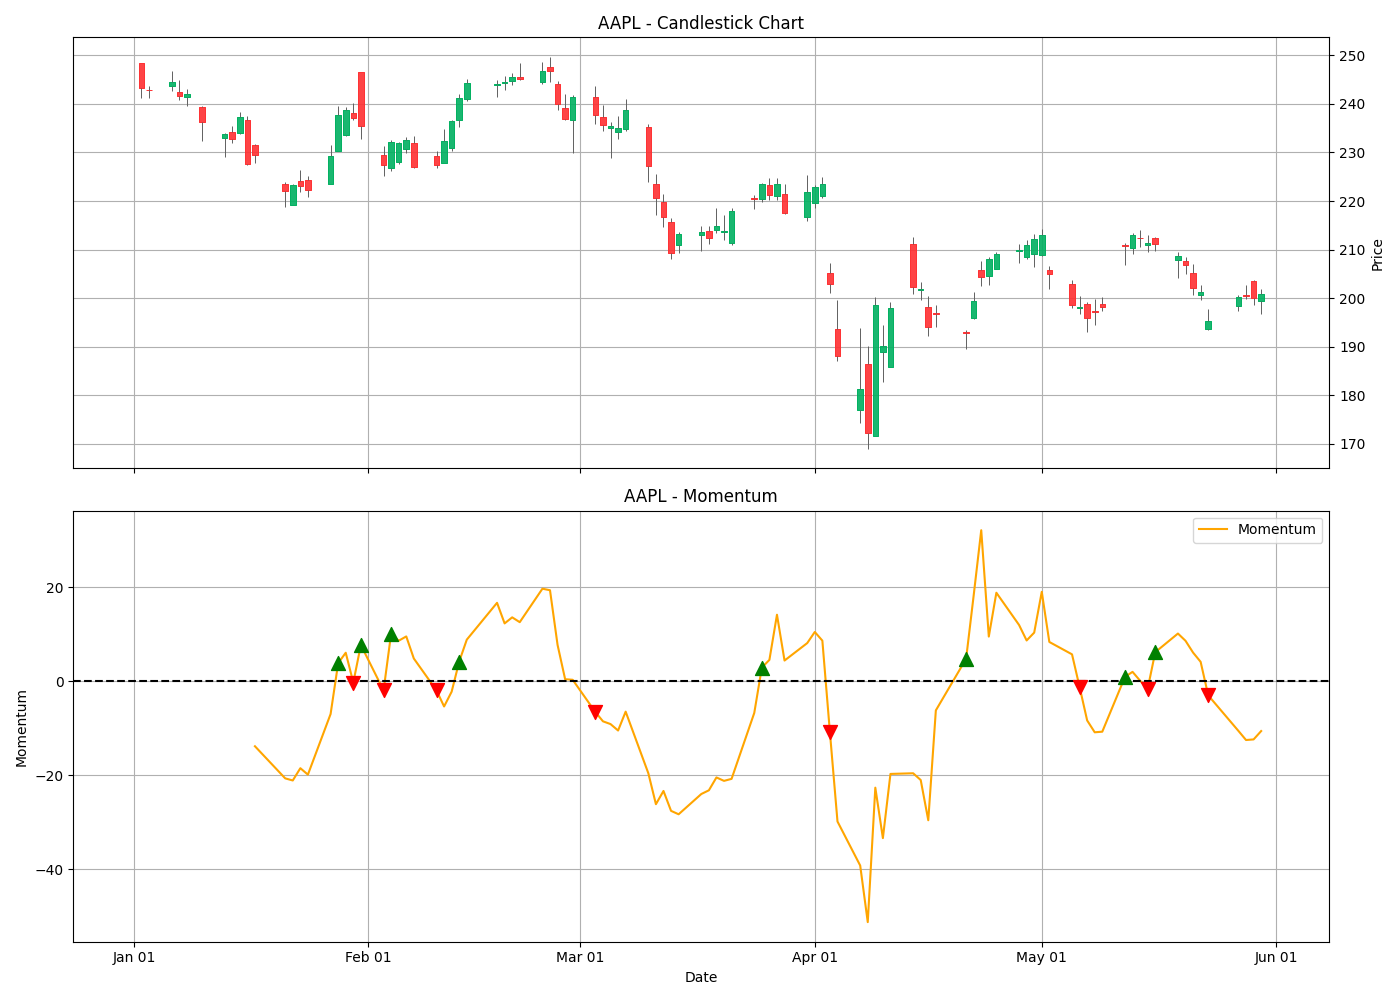 AAPL - Candlestick Chart
250
240
230
220
210
200
190
180
170
Price
AAPL - Momentum
Momentum
20
0
−20
−40
Momentum
Jan 01
Feb 01
Mar 01
Apr 01
May 01
Jun 01
Date